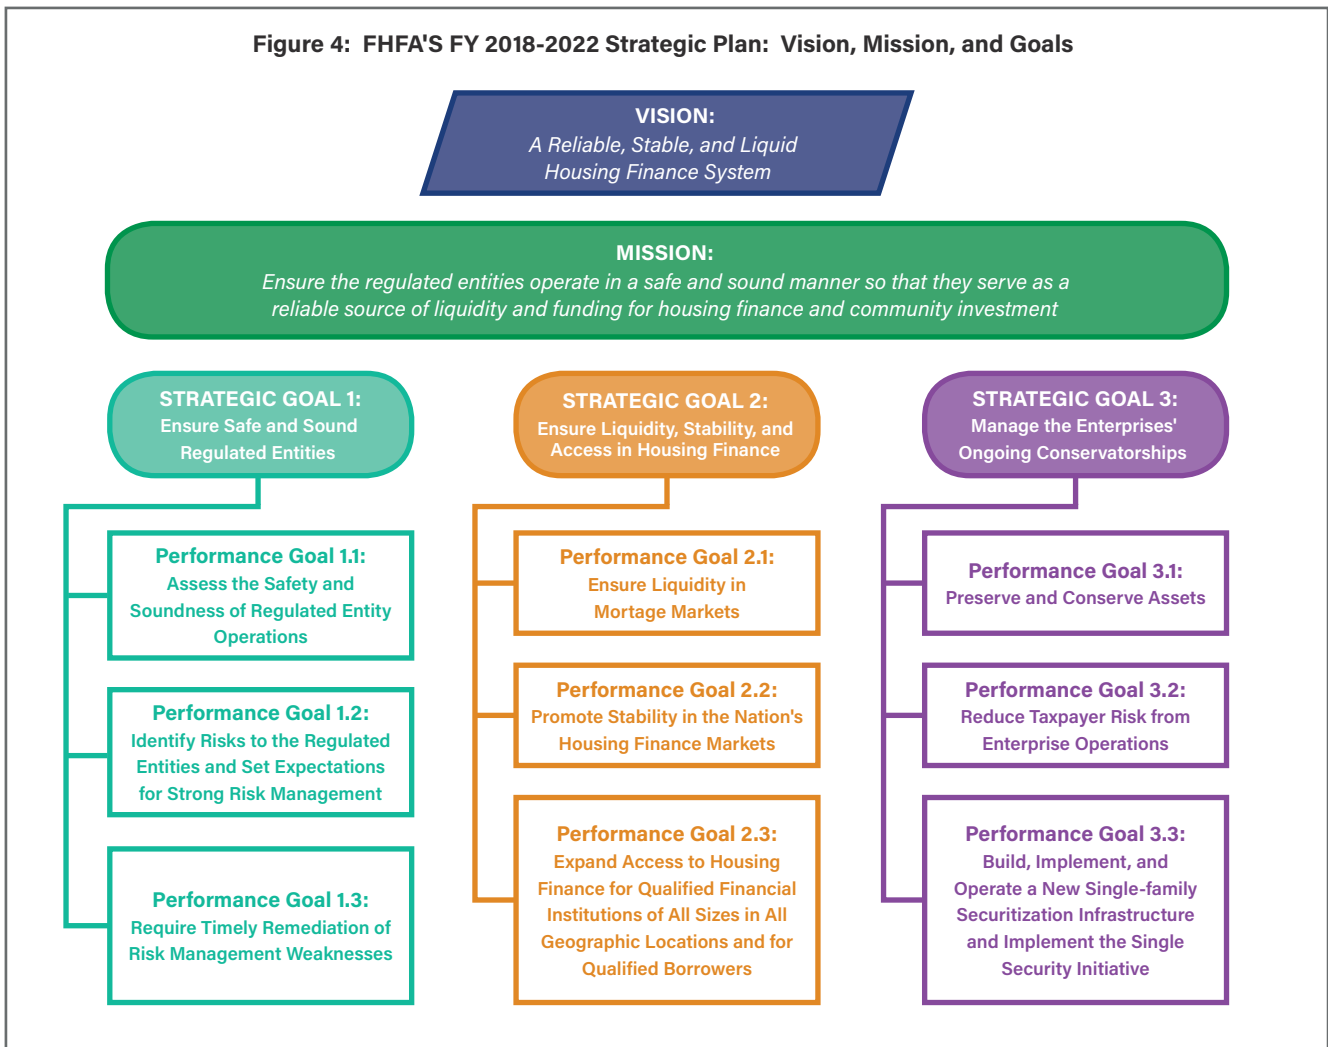 Figure 4:  FHFA'S FY 2018-2022 Strategic Plan:  Vision, Mission, and Goals
VISION:
A Reliable, Stable, and Liquid
Housing Finance System
MISSION:
Ensure the regulated entities operate in a safe and sound manner so that they serve as a
reliable source of liquidity and funding for housing finance and community investment
STRATEGIC GOAL 1:
Ensure Safe and Sound
Regulated Entities
Performance Goal 1.1:
Assess the Safety and
Soundness of Regulated Entity
Operations
Performance Goal 1.2:
Identify Risks to the Regulated
Entities and Set Expectations
for Strong Risk Management
Performance Goal 1.3:
Require Timely Remediation of
Risk Management Weaknesses
STRATEGIC GOAL 2:
Ensure Liquidity, Stability, and
Access in Housing Finance
Performance Goal 2.1:
Ensure Liquidity in
Mortage Markets
Performance Goal 2.2:
Promote Stability in the Nation's
Housing Finance Markets
Performance Goal 2.3:
Expand Access to Housing
Finance for Qualified Financial
Institutions of All Sizes in All
Geographic Locations and for
Qualified Borrowers
STRATEGIC GOAL 3:
Manage the Enterprises'
Ongoing Conservatorships
Performance Goal 3.1:
Preserve and Conserve Assets
Performance Goal 3.2:
Reduce Taxpayer Risk from
Enterprise Operations
Performance Goal 3.3:
Build, Implement, and
Operate a New Single-family
Securitization Infrastructure
and Implement the Single
Security Initiative